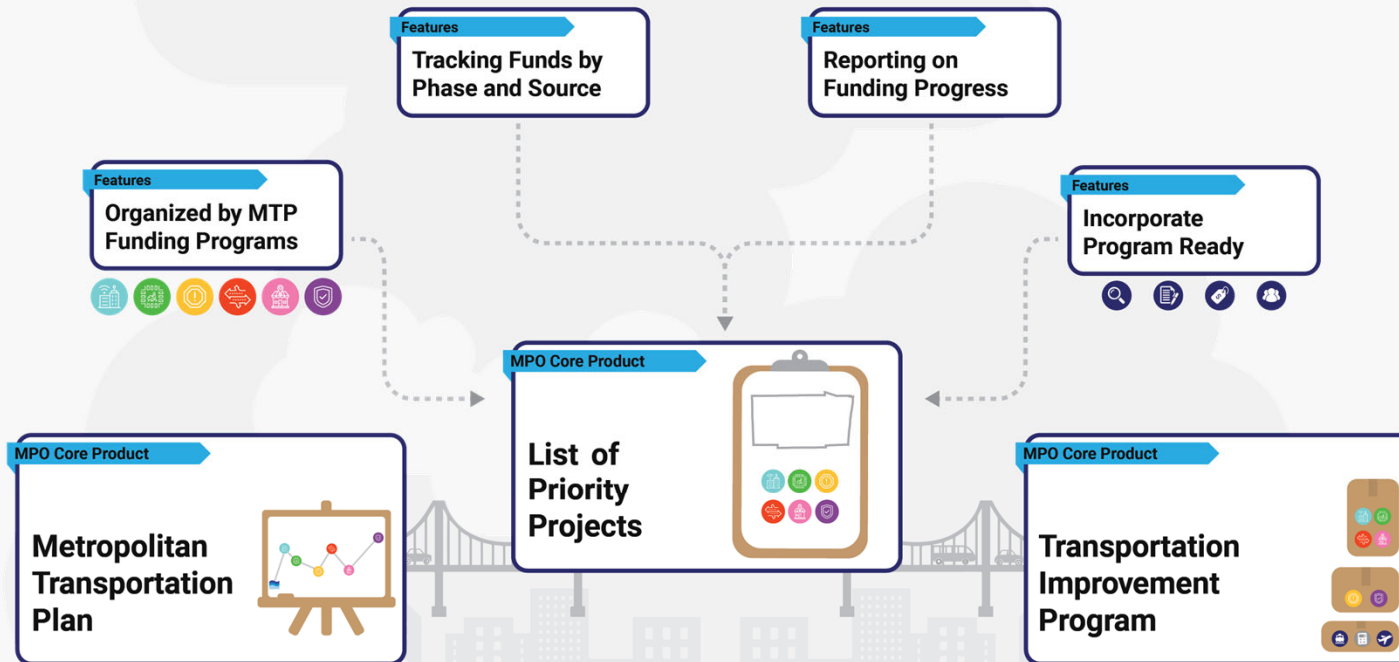 Features
Tracking Funds by
Phase and Source
Features
Reporting on
Funding Progress
Features
Organized by MTP
Funding Programs
Features
Incorporate
Program Ready
MPO Core Product
List of
Priority
Projects
MPO Core Product
Metropolitan
Transportation
Plan
MPO Core Product
Transportation
Improvement
Program